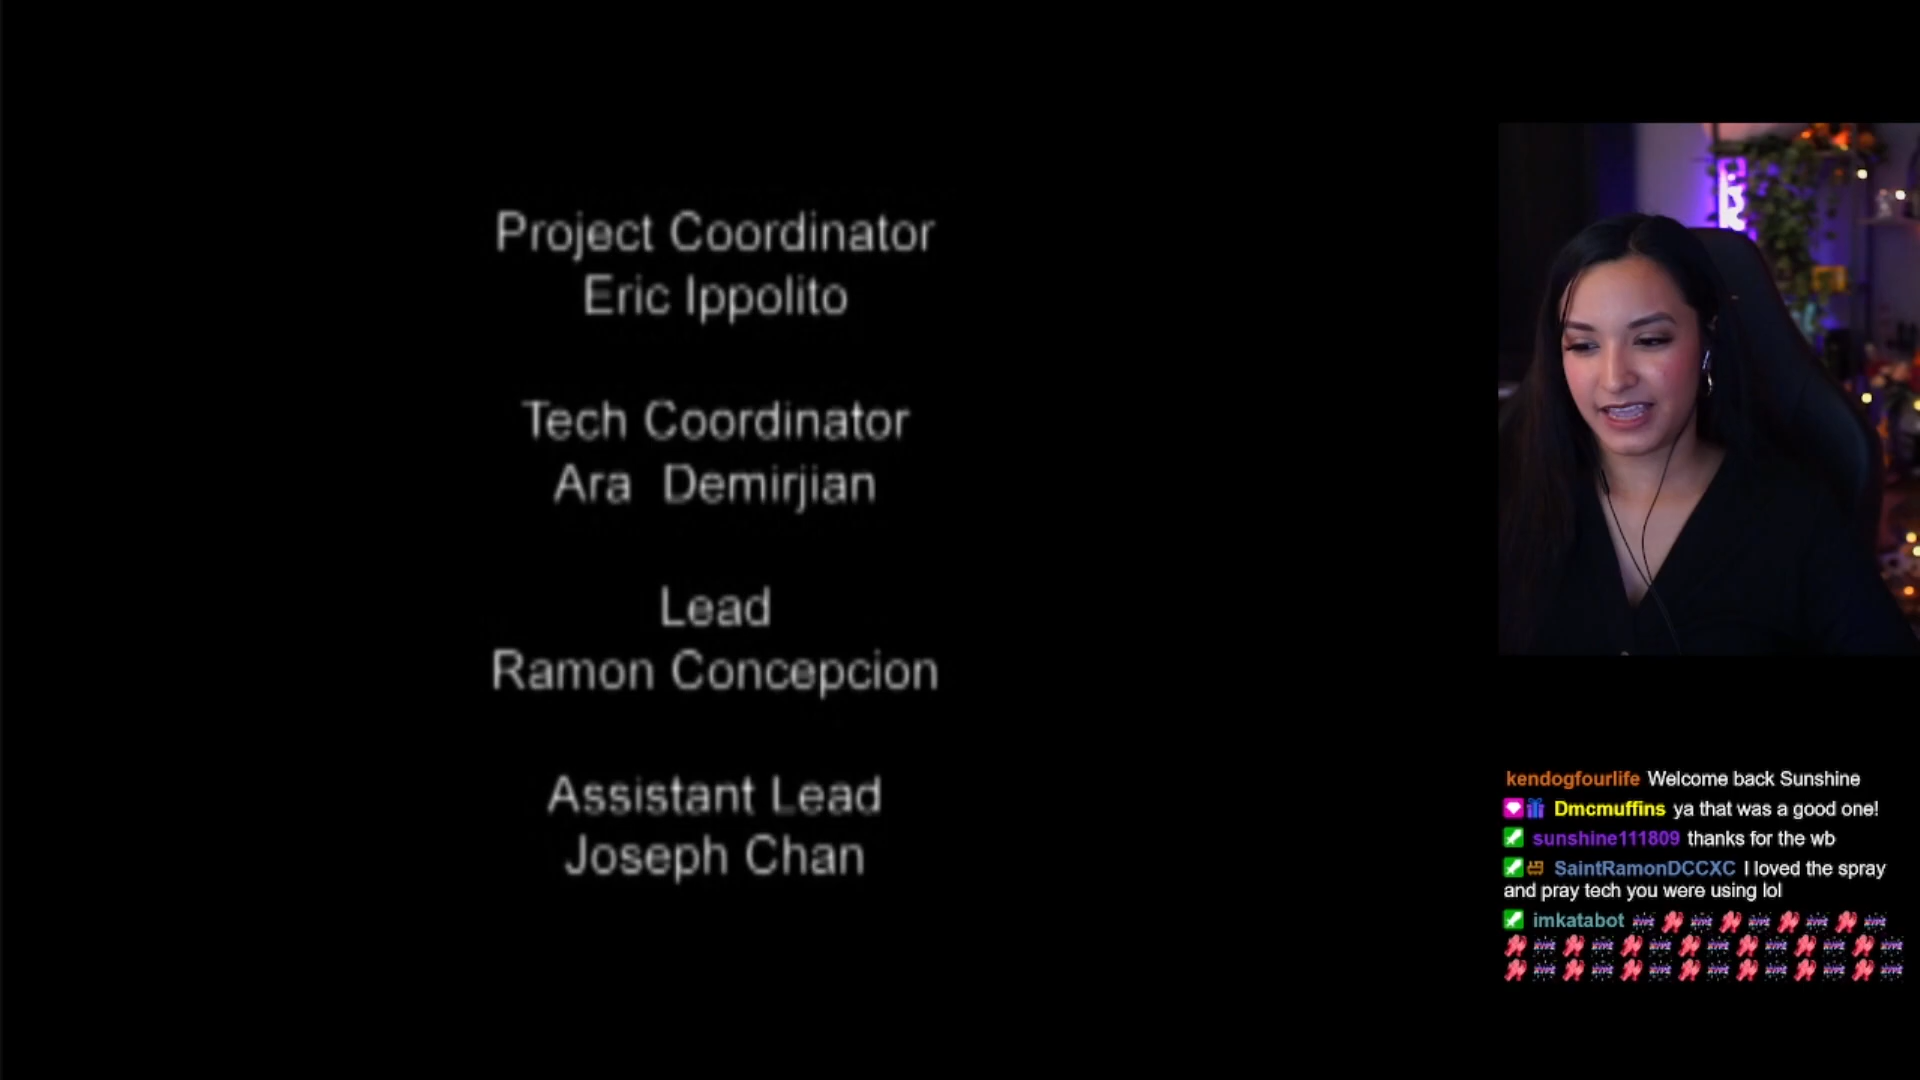 Project Coordinator
Eric Ippolito
Tech Coordinator
Ara Demirjian
Lead
Ramon Concepcion
Assistant Lead
Joseph Chan
kendogfourlife Welcome back Sunshine
Dmcmuffins ya that was a good one!
sunshine111809 thanks for the wb
SaintRamonDCCXC I loved the spray
and pray tech you were using lol
imkatabot